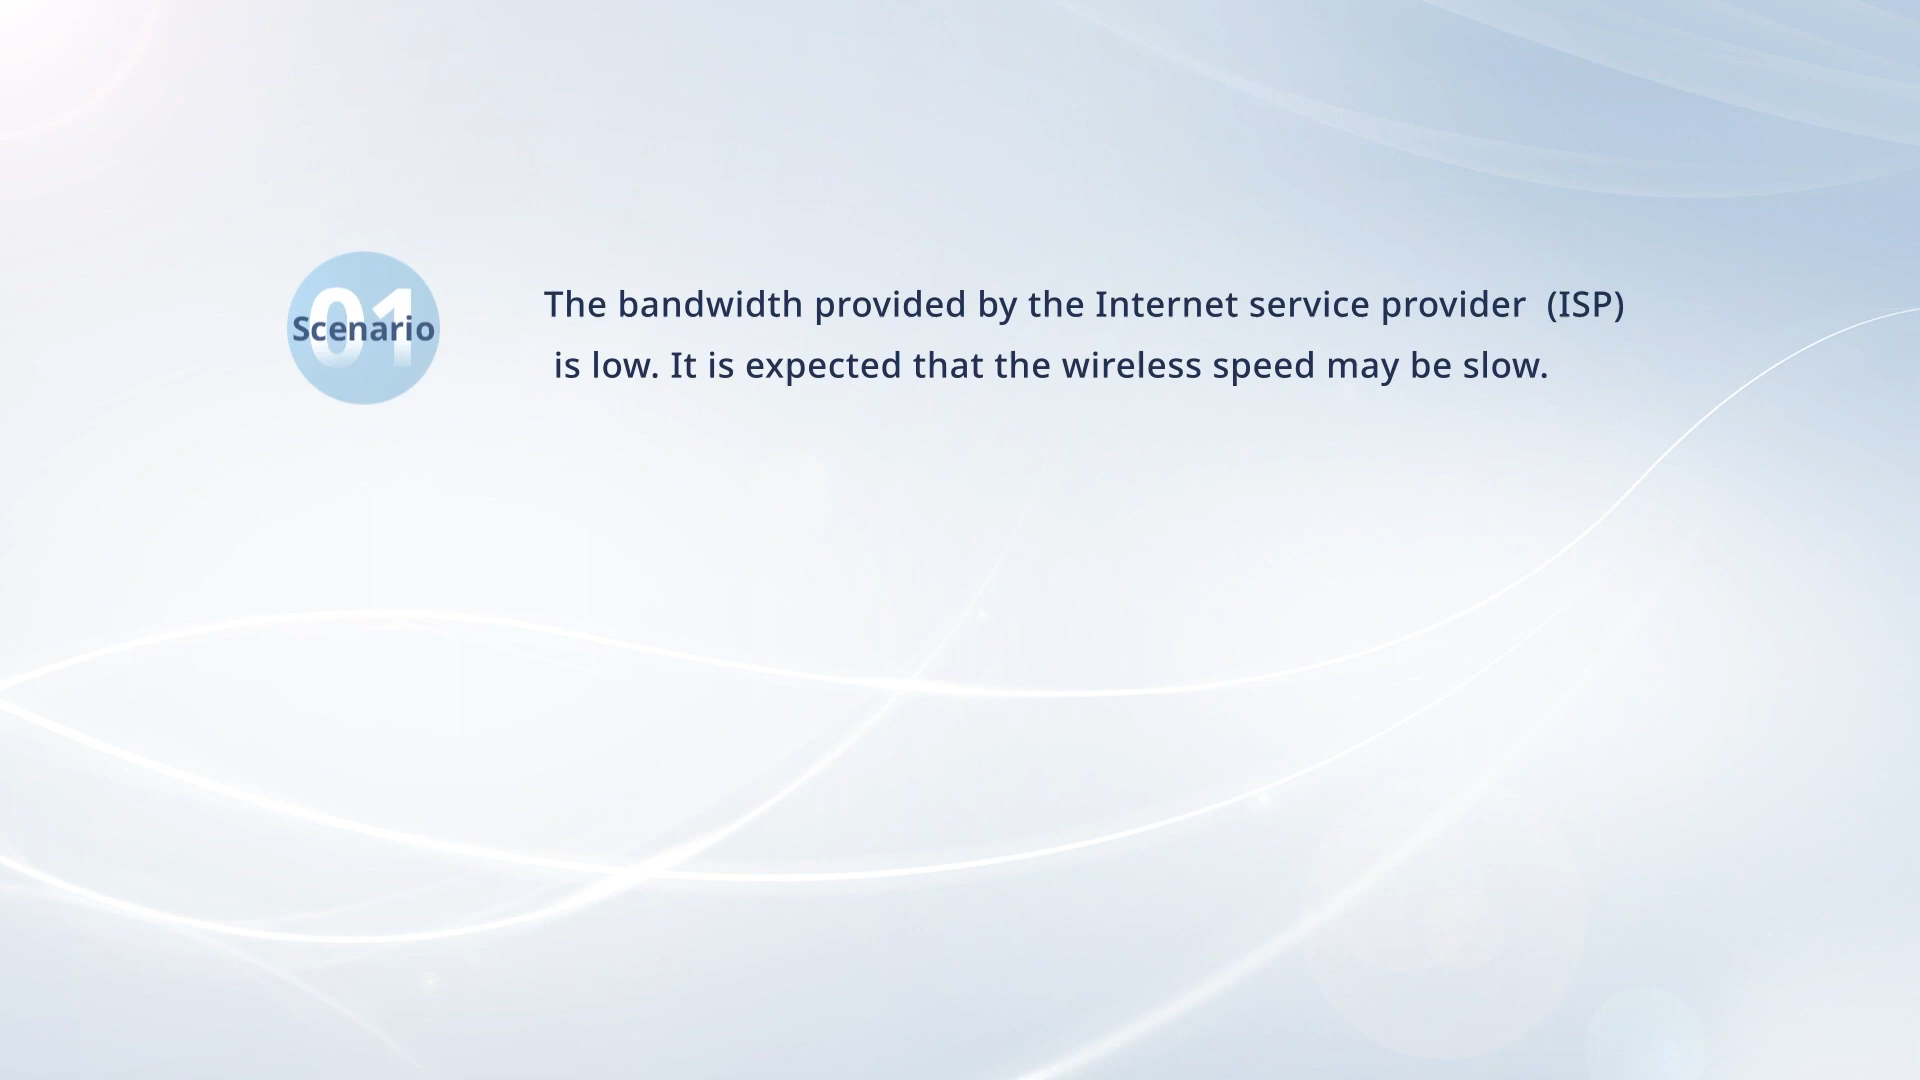 01
Scenario
The bandwidth provided by the Internet service provider (ISP)
is low. It is expected that the wireless speed may be slow.